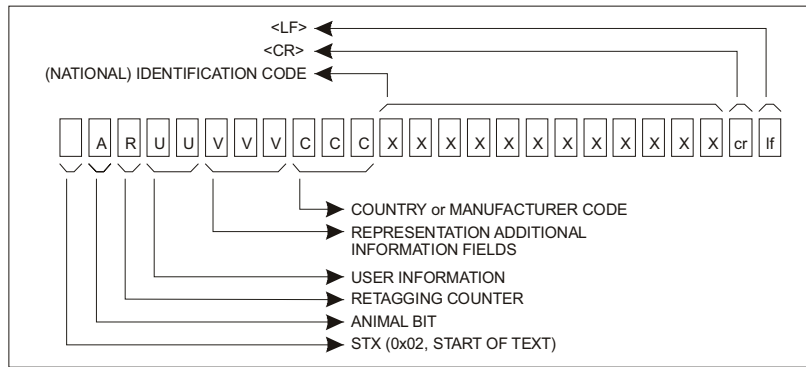 <LF>
<CR>
(NATIONAL) IDENTIFICATION CODE
A R U U V V V C C C X X X X X X X X X X X X cr lf
COUNTRY or MANUFACTURER CODE
REPRESENTATION ADDITIONAL
INFORMATION FIELDS
USER INFORMATION
RETAGGING COUNTER
ANIMAL BIT
STX (0x02, START OF TEXT)